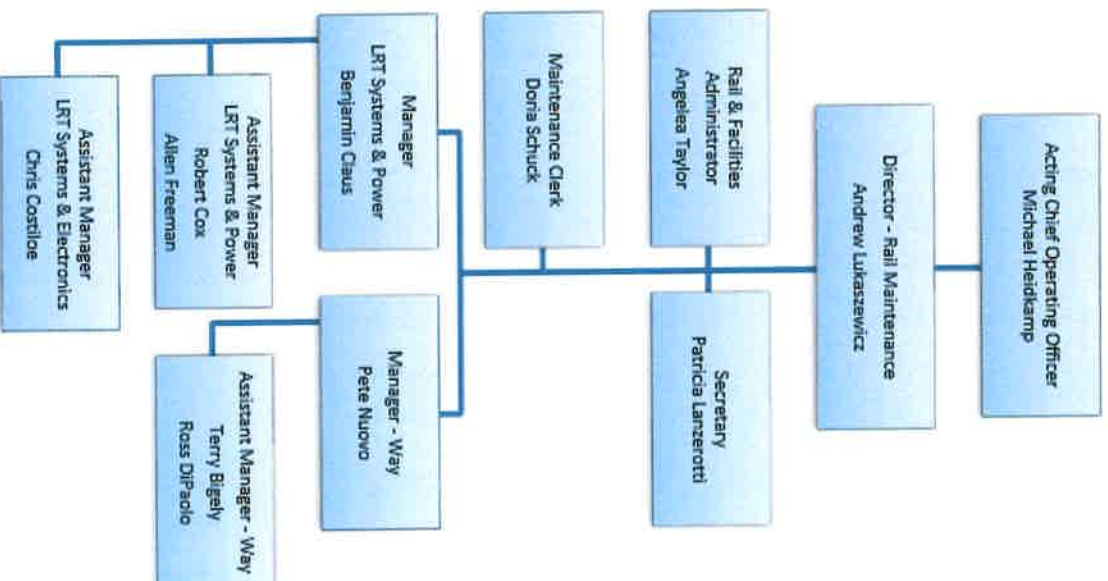 Acting Chief Operating Officer
Michael Heidkamp
Director - Rail Maintenance
Andrew Lukaszewicz
Rail & Facilities
Administrator
Angelea Taylor
Secretary
Patricia Lanzerotti
Maintenance Clerk
Doria Schuck
Manager
LRT Systems & Power
Benjamin Claus
Manager - Way
Pete Nuovo
Assistant Manager
LRT Systems & Power
Robert Cox
Allen Freeman
Assistant Manager - Way
Terry Bigely
Ross DiPaolo
Assistant Manager
LRT Systems & Electronics
Chris Costiloe